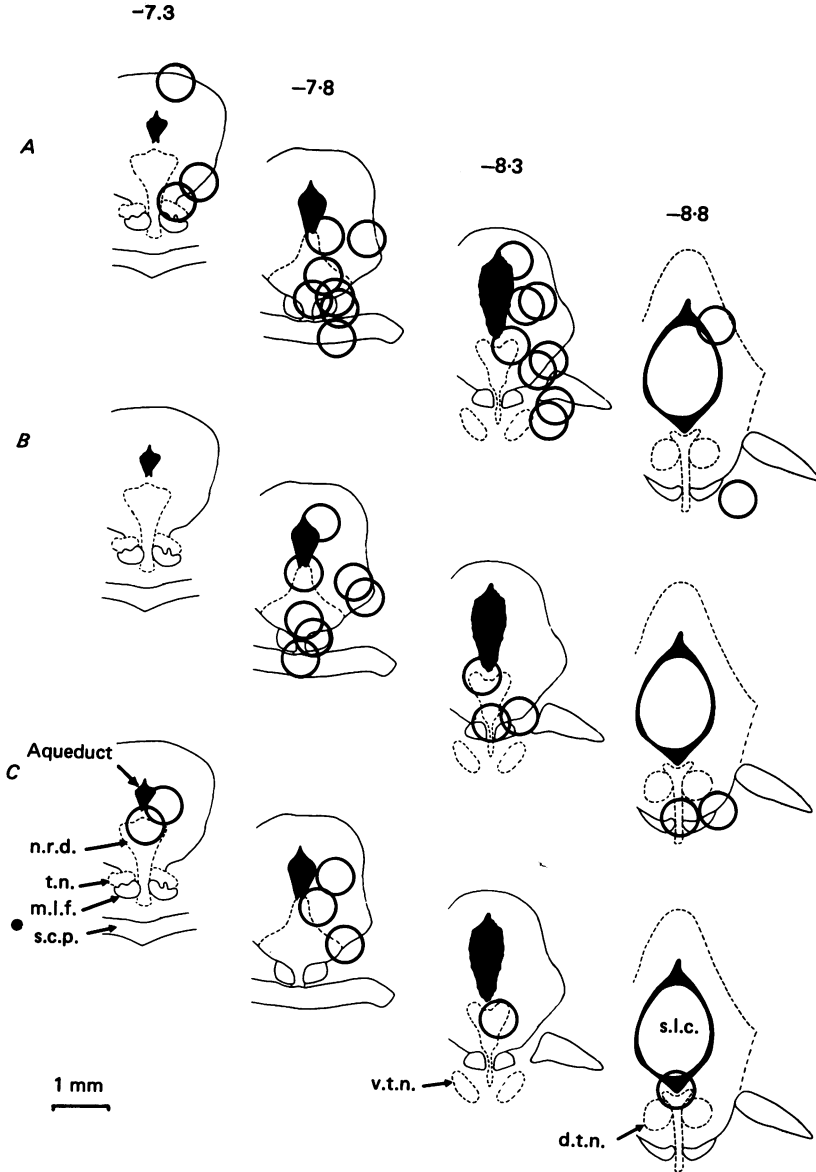 −7.3
−7·8
−8·3
−8·8
A
B
C
Aqueduct
n.r.d.
t.n.
m.l.f.
s.c.p.
s.l.c.
v.t.n.
d.t.n.
1 mm